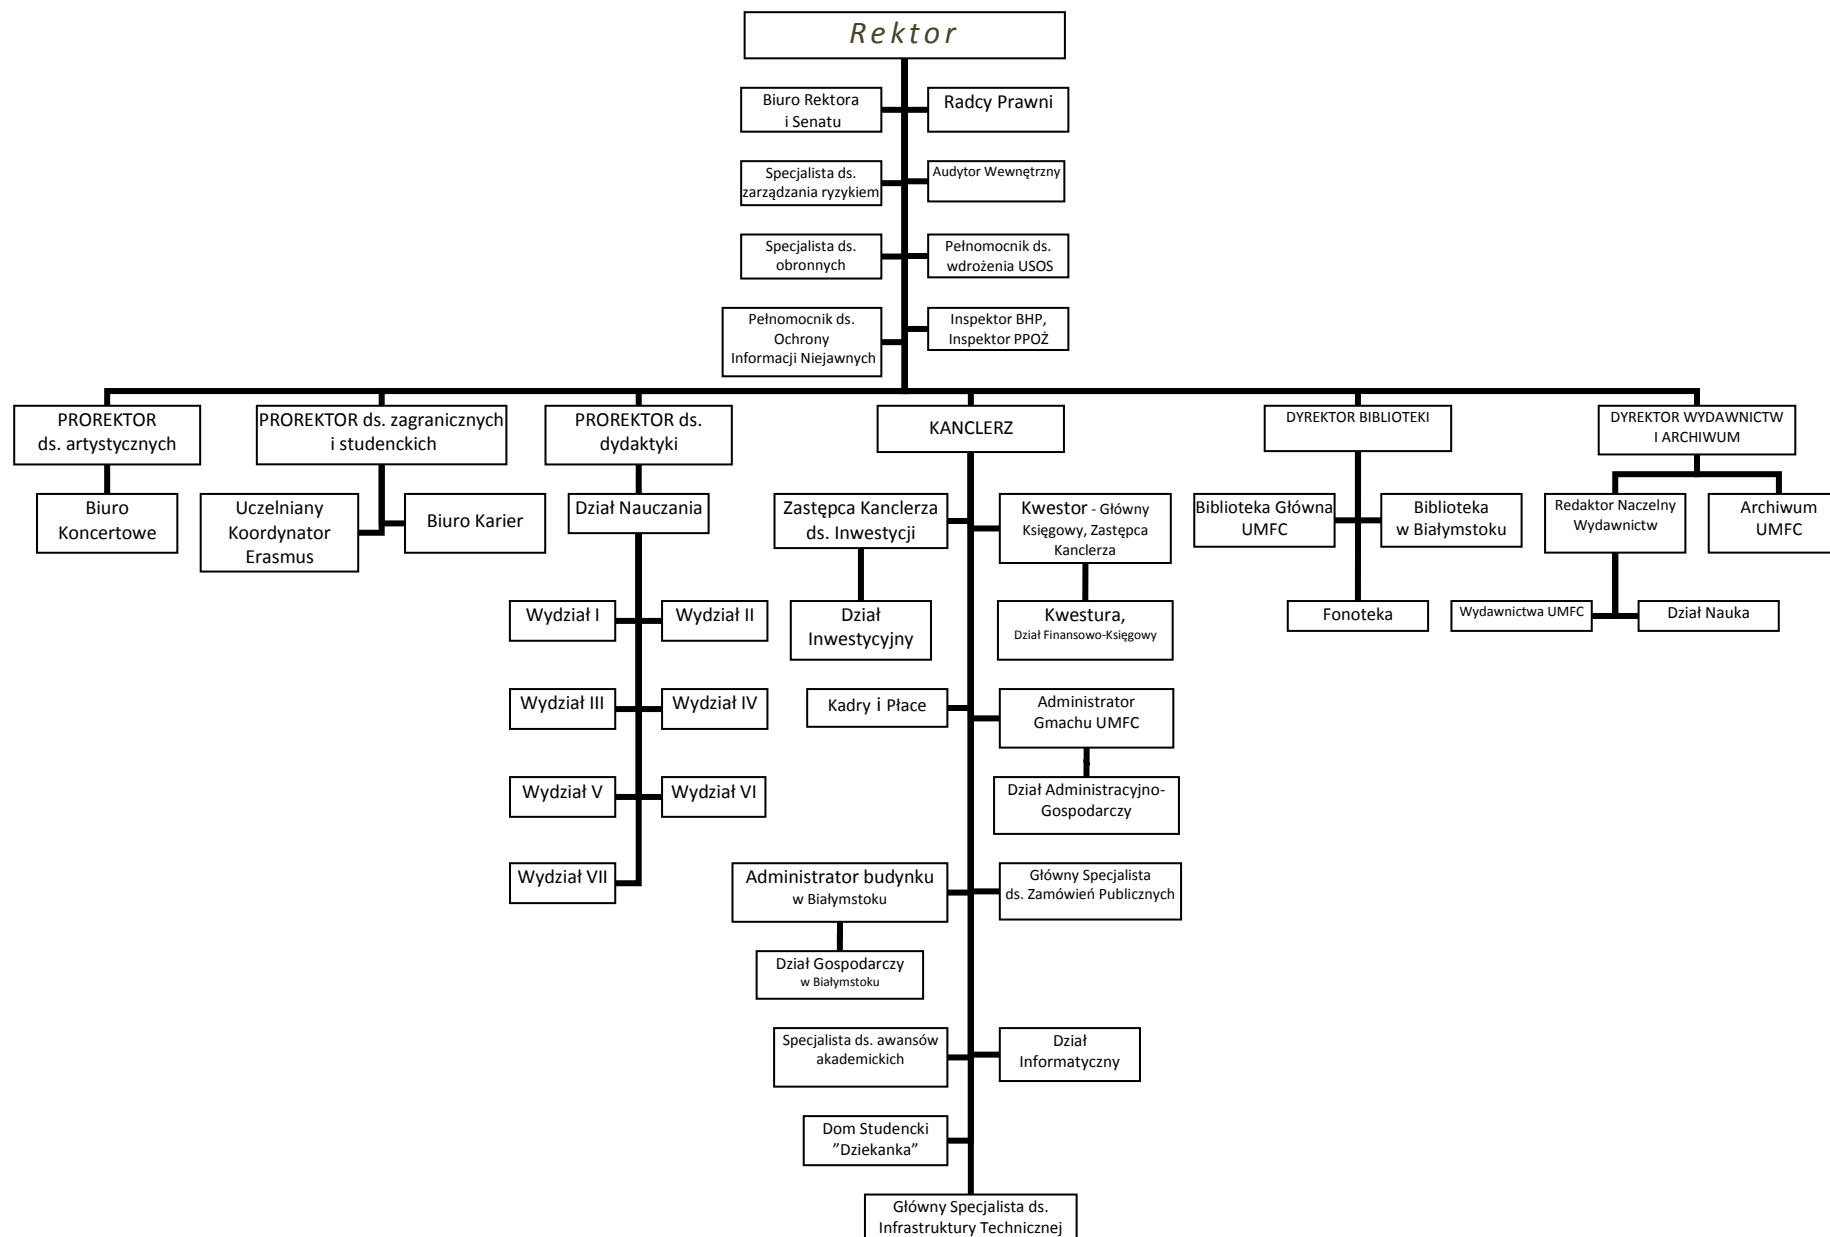 Rektor
Biuro Rektora
i Senatu
Radcy Prawni
Specjalista ds.
zarządzania ryzykiem
Audytor Wewnętrzny
Specjalista ds.
obronnych
Pełnomocnik ds.
wdrożenia USOS
Pełnomocnik ds.
Ochrony
Informacji Niejawnych
Inspektor BHP,
Inspektor PPOŻ
PROREKTOR
ds. artystycznych
PROREKTOR ds. zagranicznych
i studenckich
PROREKTOR ds.
dydaktyki
KANCLERZ
DYREKTOR BIBLIOTEKI
DYREKTOR WYDAWNICTW
I ARCHIWUM
Biuro
Koncertowe
Uczelniany
Koordynator
Erasmus
Biuro Karier
Dział Nauczania
Zastępca Kanclerza
ds. Inwestycji
Kwestor - Główny
Księgowy, Zastępca
Kanclerza
Biblioteka Główna
UMFC
Biblioteka
w Białymstoku
Redaktor Naczelny
Wydawnictw
Archiwum
UMFC
Wydział I
Wydział II
Dział
Inwestycyjny
Kwestura,
Dział Finansowo-Księgowy
Fonoteka
Wydawnictwa UMFC
Dział Nauka
Wydział III
Wydział IV
Kadry i Płace
Administrator
Gmachu UMFC
Wydział V
Wydział VI
Dział Administracyjno-
Gospodarczy
Wydział VII
Administrator budynku
w Białymstoku
Główny Specjalista
ds. Zamówień Publicznych
Dział Gospodarczy
w Białymstoku
Specjalista ds. awansów
akademickich
Dział
Informatyczny
Dom Studencki
”Dziekanka”
Główny Specjalista ds.
Infrastruktury Technicznej